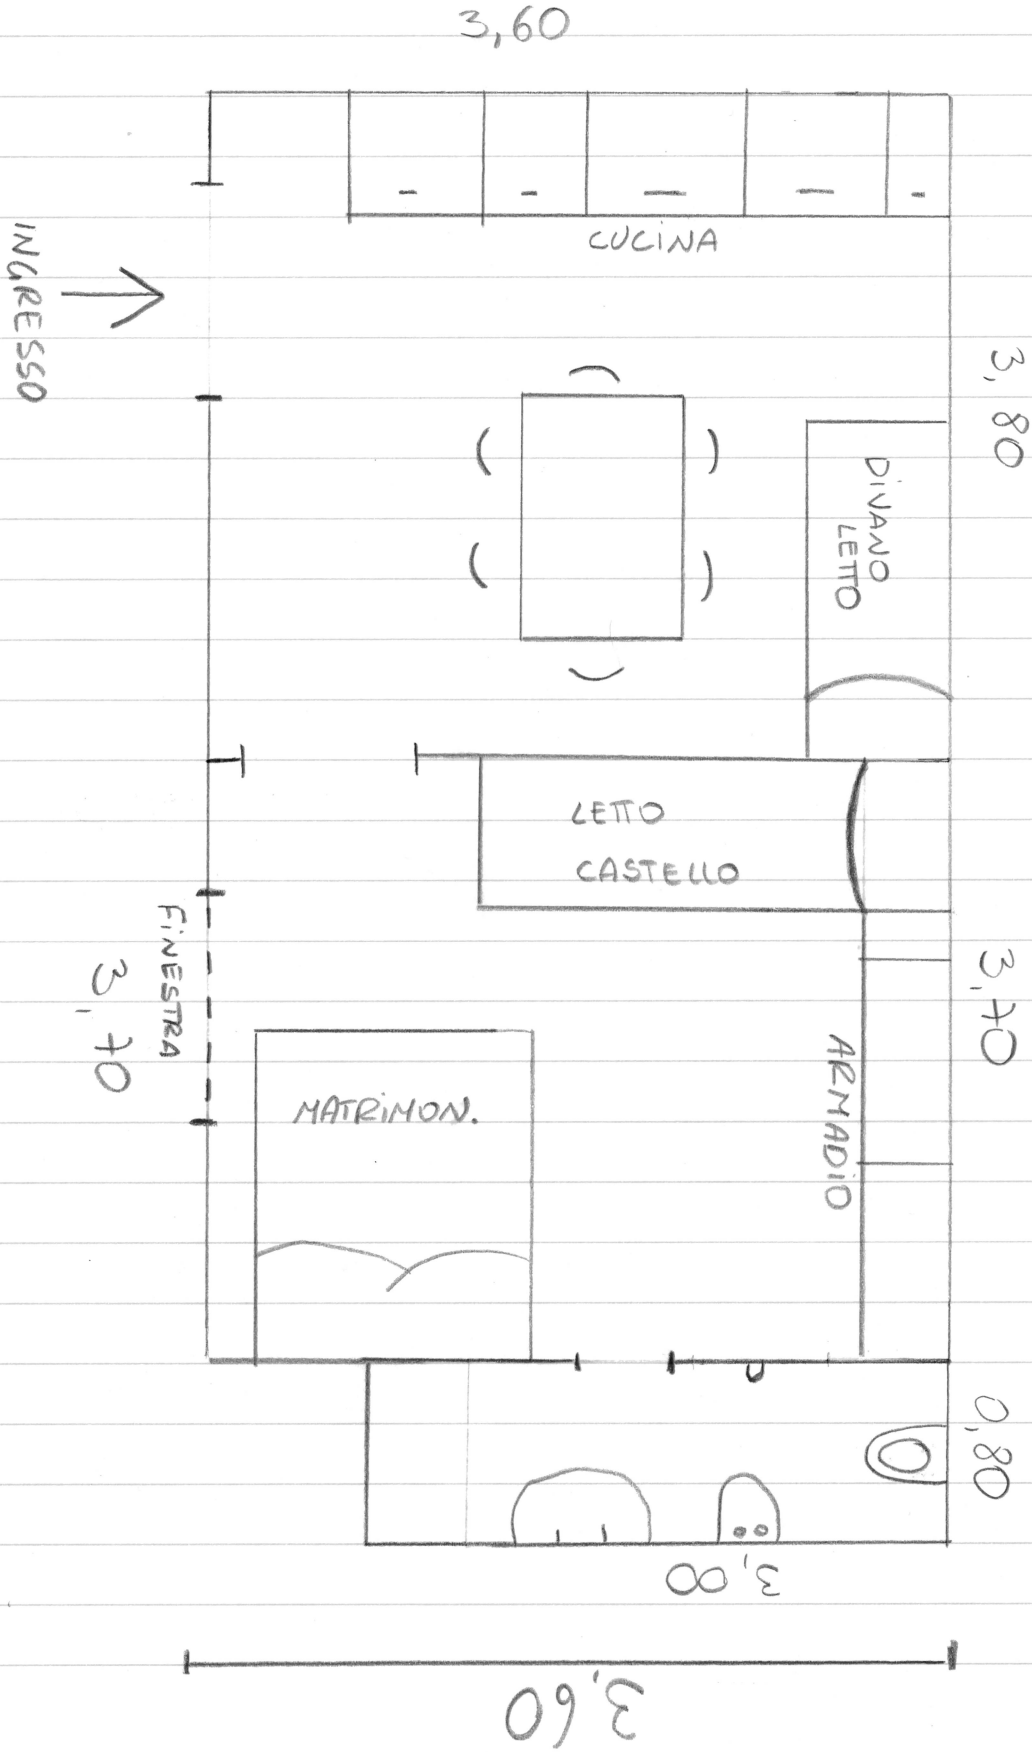 3,60
CUCINA
INGRESSO
3,80
DIVANO
LETTO
LETTO
CASTELLO
FINESTRA
3,70
3,70
MATRIMON.
ARMADIO
0,80
3,00
3,60